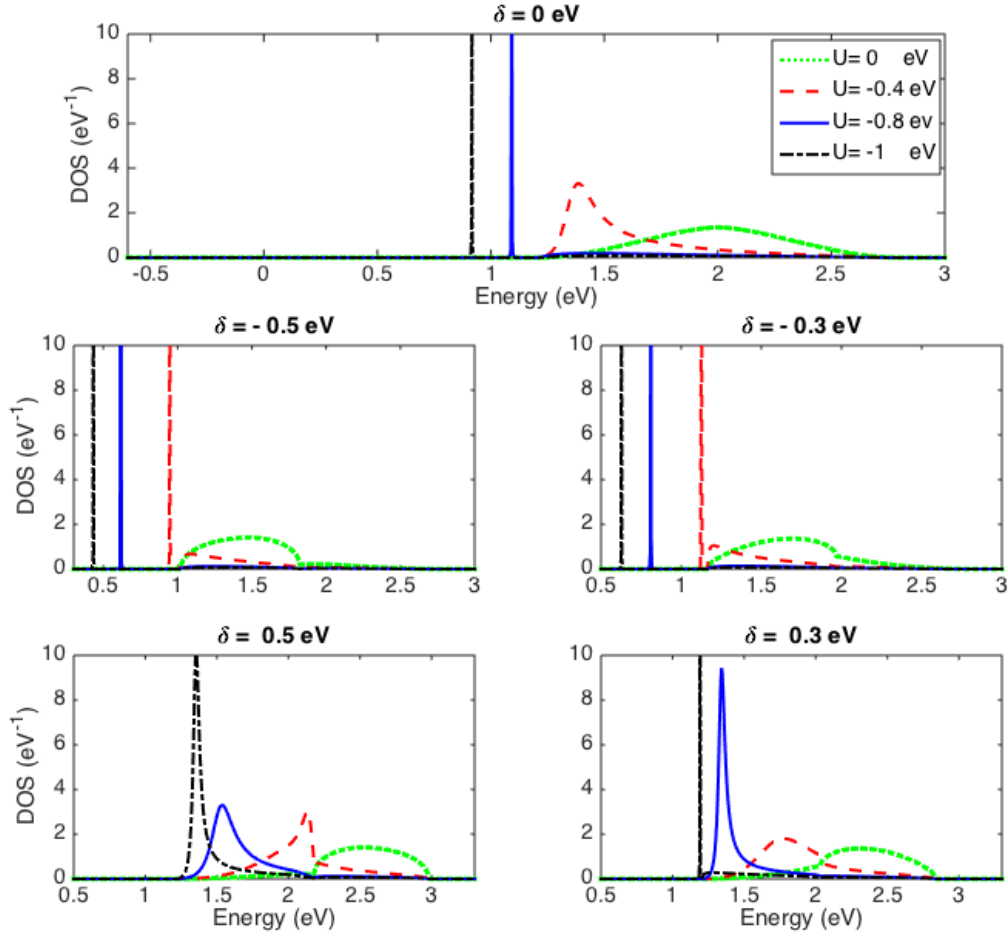 δ = 0 eV
10
8
6
4
2
0
DOS (eV⁻¹)
U= 0 eV
U= -0.4 eV
U= -0.8 ev
U= -1 eV
-0.5 0 0.5 1 1.5 2 2.5 3
Energy (eV)
δ = - 0.5 eV
10
8
6
4
2
0
DOS (eV⁻¹)
0.5 1 1.5 2 2.5 3
δ = - 0.3 eV
10
8
6
4
2
0
0.5 1 1.5 2 2.5 3
δ = 0.5 eV
10
8
6
4
2
0
DOS (eV⁻¹)
0.5 1 1.5 2 2.5 3
Energy (eV)
δ = 0.3 eV
10
8
6
4
2
0
0.5 1 1.5 2 2.5 3
Energy (eV)